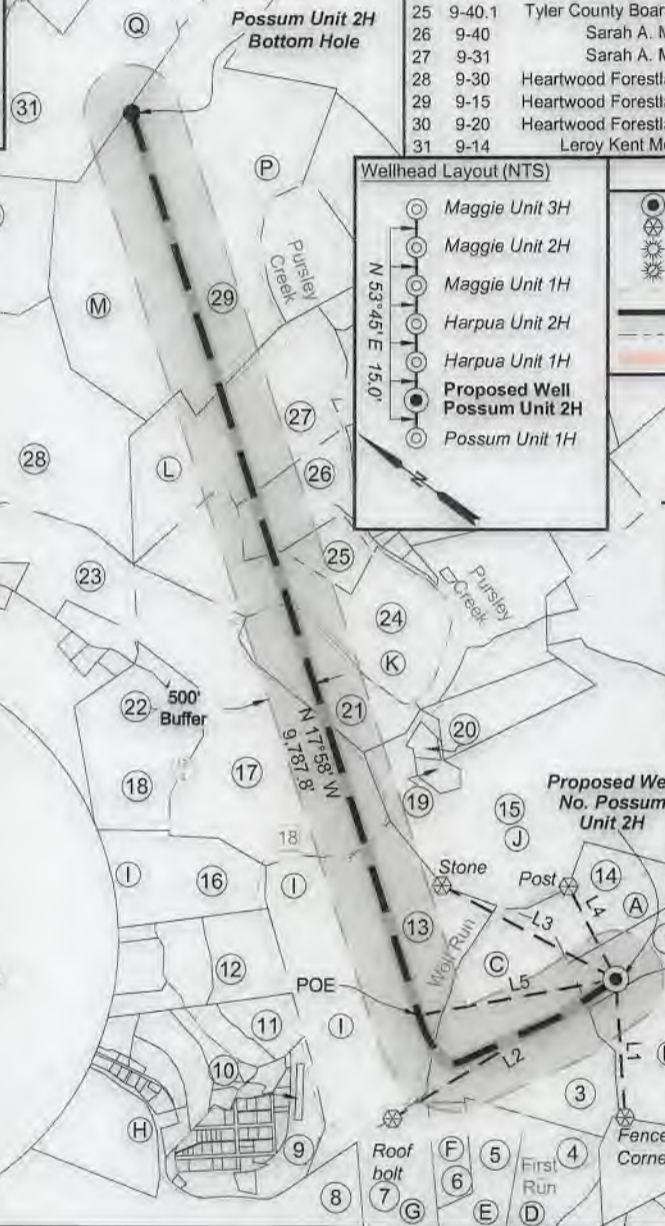 25 9-40.1 Tyler County Boar
26 9-40 Sarah A. M
27 9-31 Sarah A. M
28 9-30 Heartwood Forestla
29 9-15 Heartwood Forestla
30 9-20 Heartwood Forestla
31 9-14 Leroy Kent M
Possum Unit 2H
Bottom Hole
Q
31
P
Wellhead Layout (NTS)
Maggie Unit 3H
Maggie Unit 2H
Maggie Unit 1H
Harpua Unit 2H
Harpua Unit 1H
Proposed Well
Possum Unit 2H
Possum Unit 1H
N 53°45' E 15.0'
N
Pursley
Creek
29
M
27
28
L
26
25
23
Pursley
Creek
24
K
22
500'
Buffer
21
20
N 17°58' W
9,787.8'
18
17
19
Proposed We
No. Possum
Unit 2H
15
J
18
Stone
Post
14
I
16
I
L4
A
L3
13
Wolf Run
C
12
POE
L5
11
I
L2
L1
10
3
H
9
Roof
bolt
Fence
Corne
F
5
4
6
First
Run
8
7
G
E
D